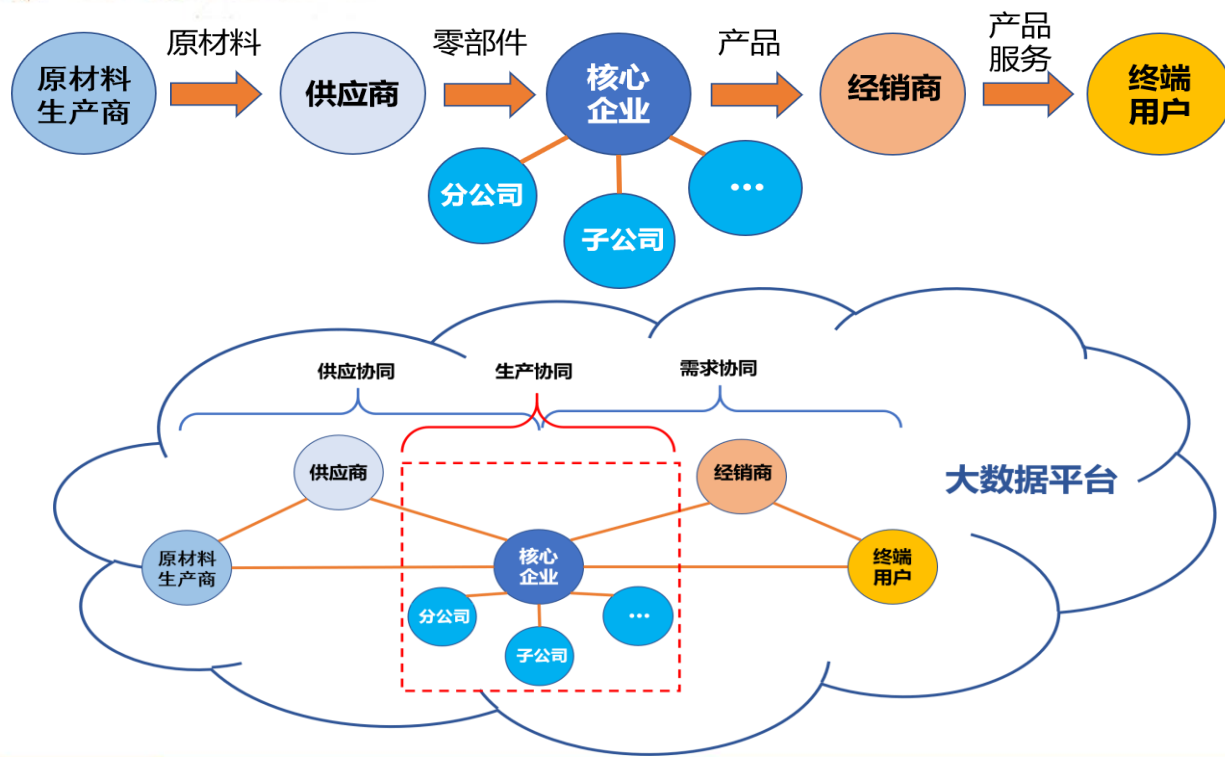 原材料
零部件
产品
产品
服务
原材料
生产商
供应商
核心
企业
经销商
终端
用户
分公司
子公司
...
供应协同
生产协同
需求协同
供应商
经销商
大数据平台
原材料
生产商
核心
企业
终端
用户
分公司
子公司
...